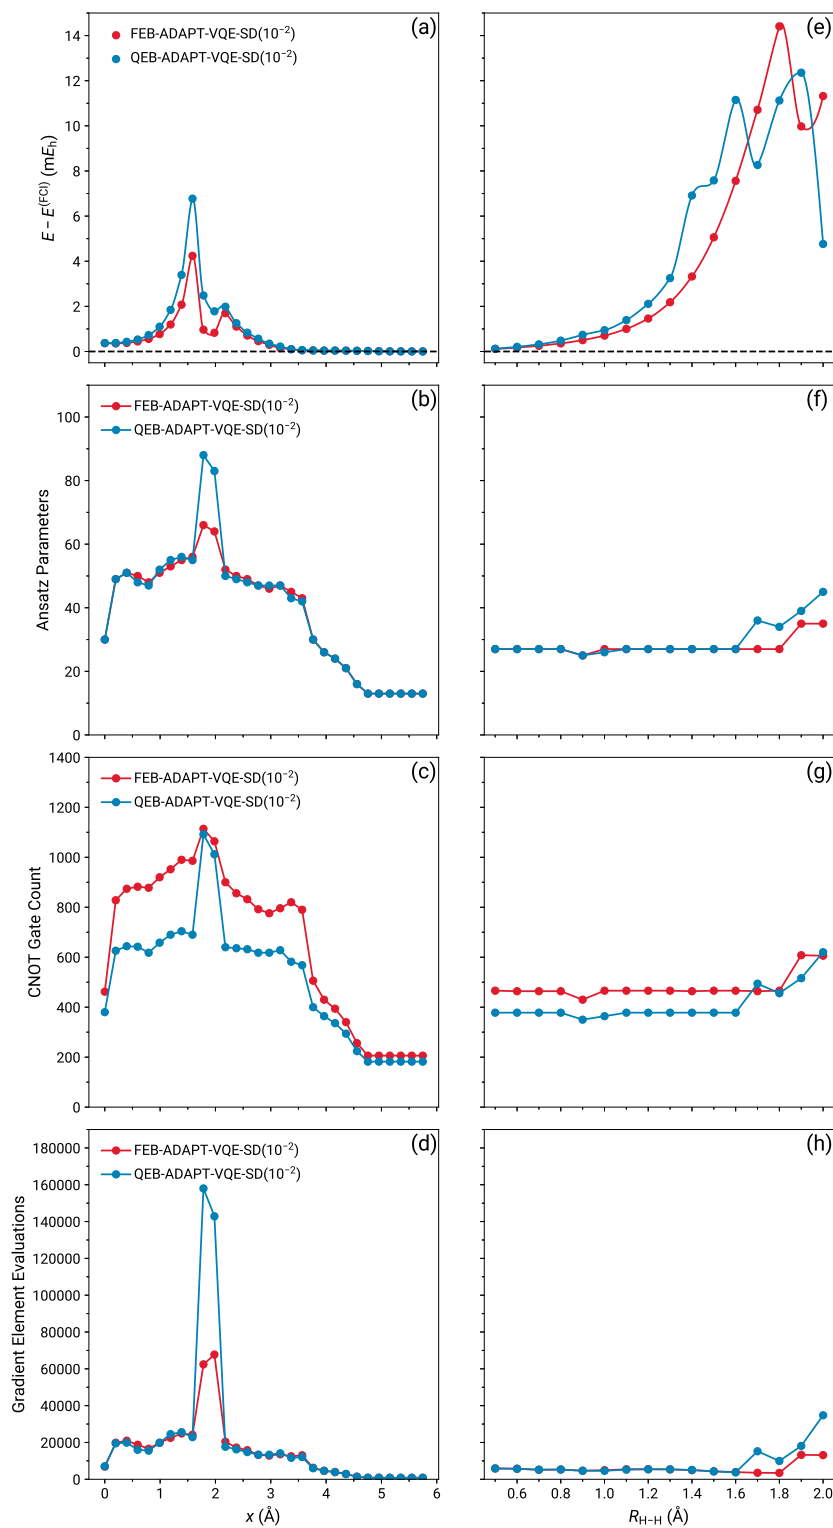 (a)
FEB-ADAPT-VQE-SD(10⁻²)
QEB-ADAPT-VQE-SD(10⁻²)
14
12
10
8
6
4
2
0
E − E^(FCI) (mE_h)
(e)
(b)
FEB-ADAPT-VQE-SD(10⁻²)
QEB-ADAPT-VQE-SD(10⁻²)
100
80
60
40
20
0
Ansatz Parameters
(f)
(c)
FEB-ADAPT-VQE-SD(10⁻²)
QEB-ADAPT-VQE-SD(10⁻²)
1400
1200
1000
800
600
400
200
0
CNOT Gate Count
(g)
(d)
FEB-ADAPT-VQE-SD(10⁻²)
QEB-ADAPT-VQE-SD(10⁻²)
180000
160000
140000
120000
100000
80000
60000
40000
20000
0
Gradient Element Evaluations
0 1 2 3 4 5 6
x (Å)
(h)
0.6 0.8 1.0 1.2 1.4 1.6 1.8 2.0
R_H–H (Å)